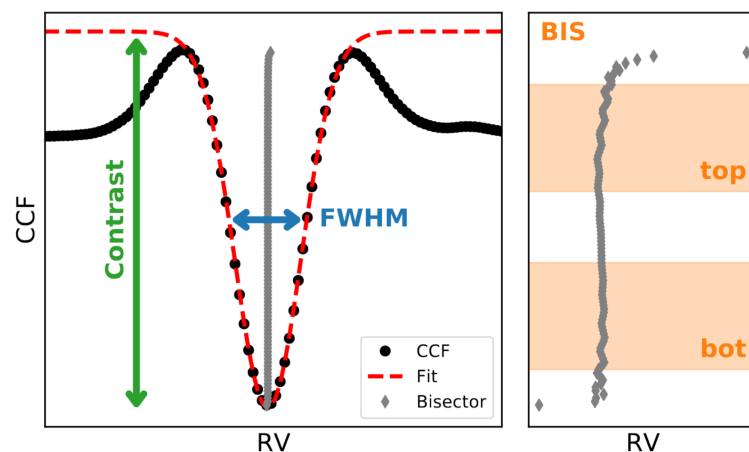 CCF
Contrast
FWHM
CCF
Fit
Bisector
RV
BIS
top
bot
RV